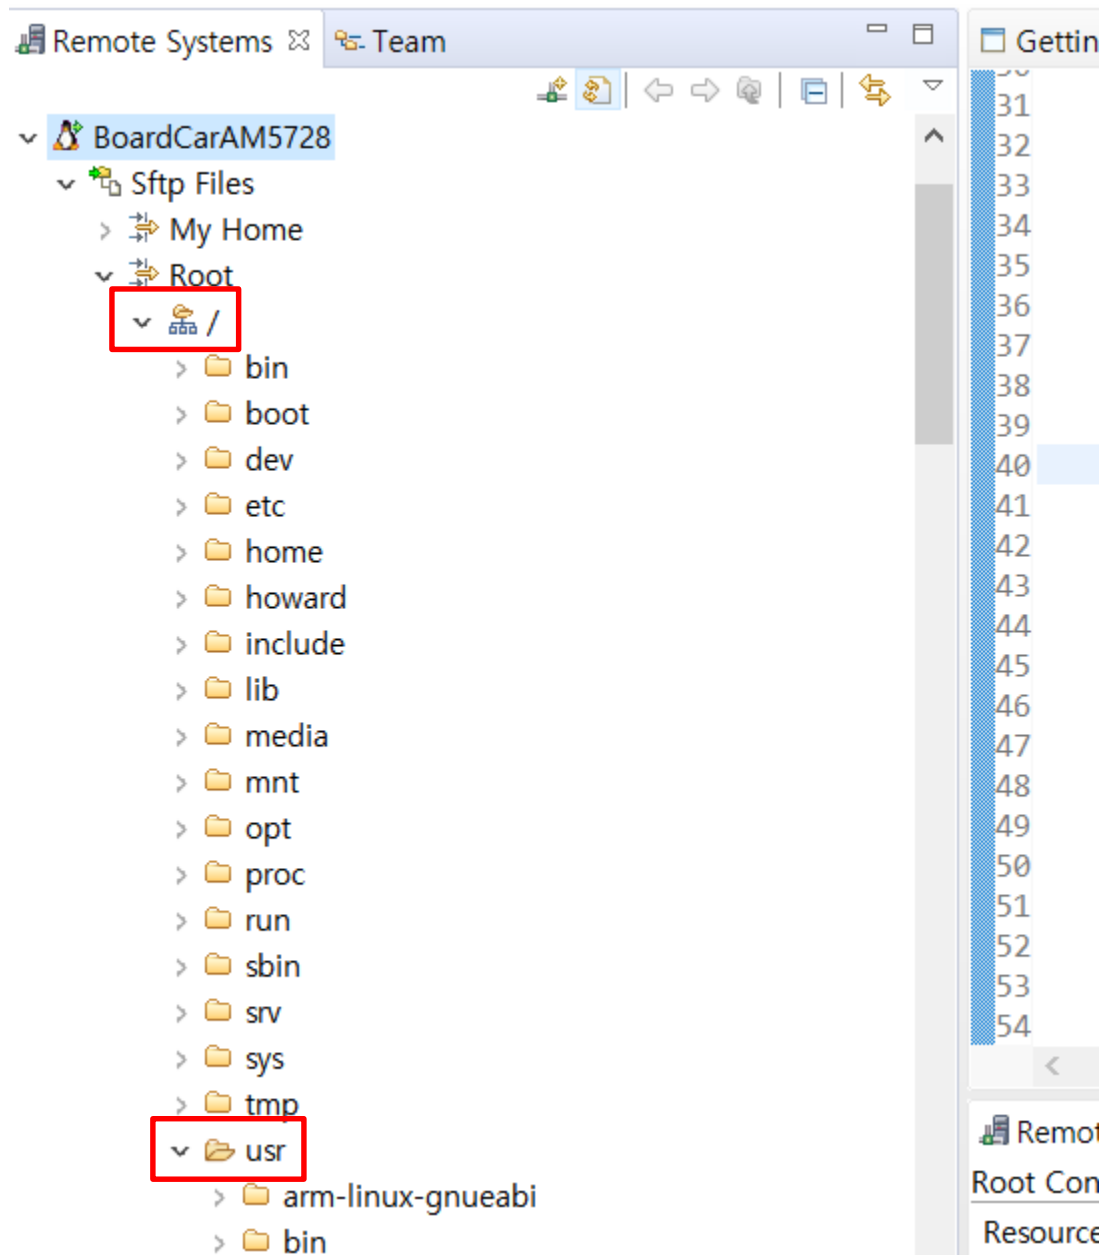 Remote Systems
Team
BoardCarAM5728
Sftp Files
My Home
Root
/
bin
boot
dev
etc
home
howard
include
lib
media
mnt
opt
proc
run
sbin
srv
sys
tmp
usr
arm-linux-gnueabi
bin
Gettin
31
32
33
34
35
36
37
38
39
40
41
42
43
44
45
46
47
48
49
50
51
52
53
54
Remot
Root Con
Resource